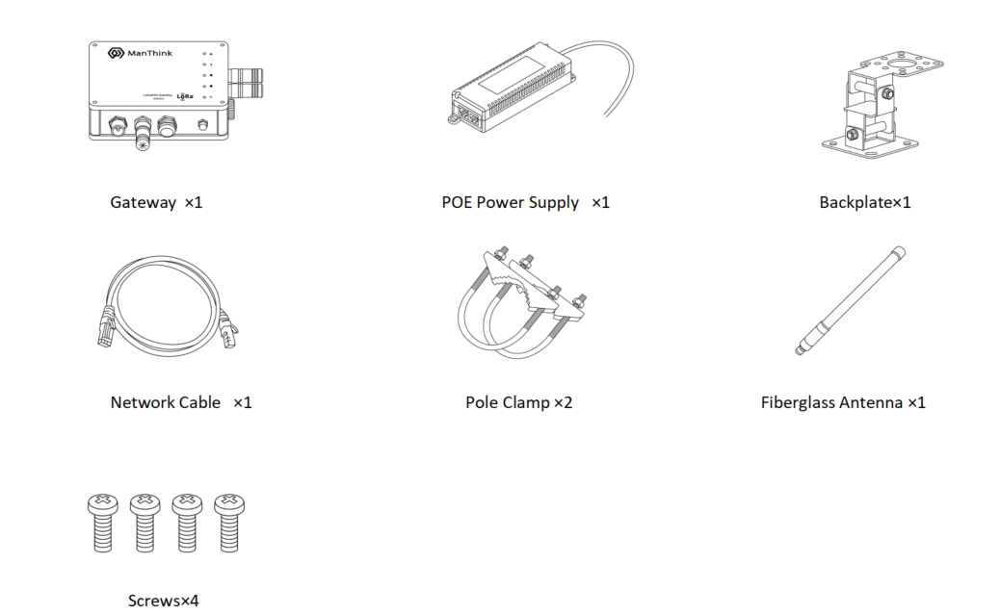 ManThink
LoRa
Gateway ×1
POE Power Supply ×1
Backplate×1
Network Cable ×1
Pole Clamp ×2
Fiberglass Antenna ×1
Screws×4